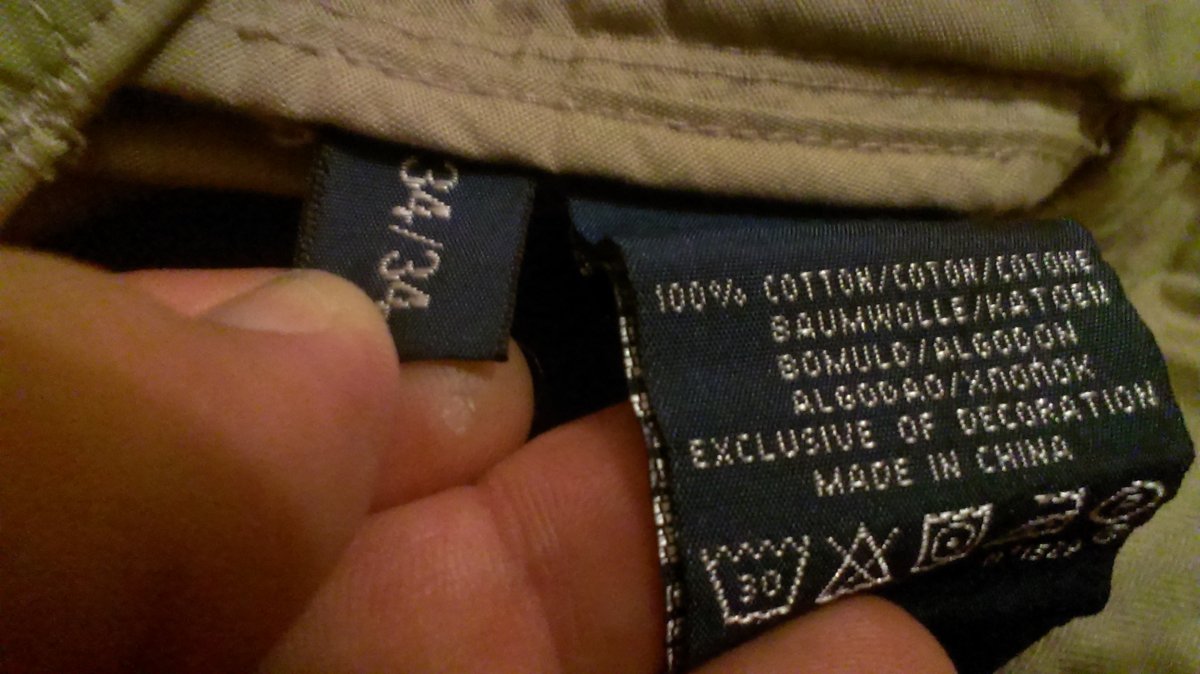 34/34
100% COTTON/COTON/COTONE
BAUMWOLLE/KATOEN
BOMULD/ALGODON
ALGODAO/ХЛОПОК
EXCLUSIVE OF DECORATION
MADE IN CHINA
30